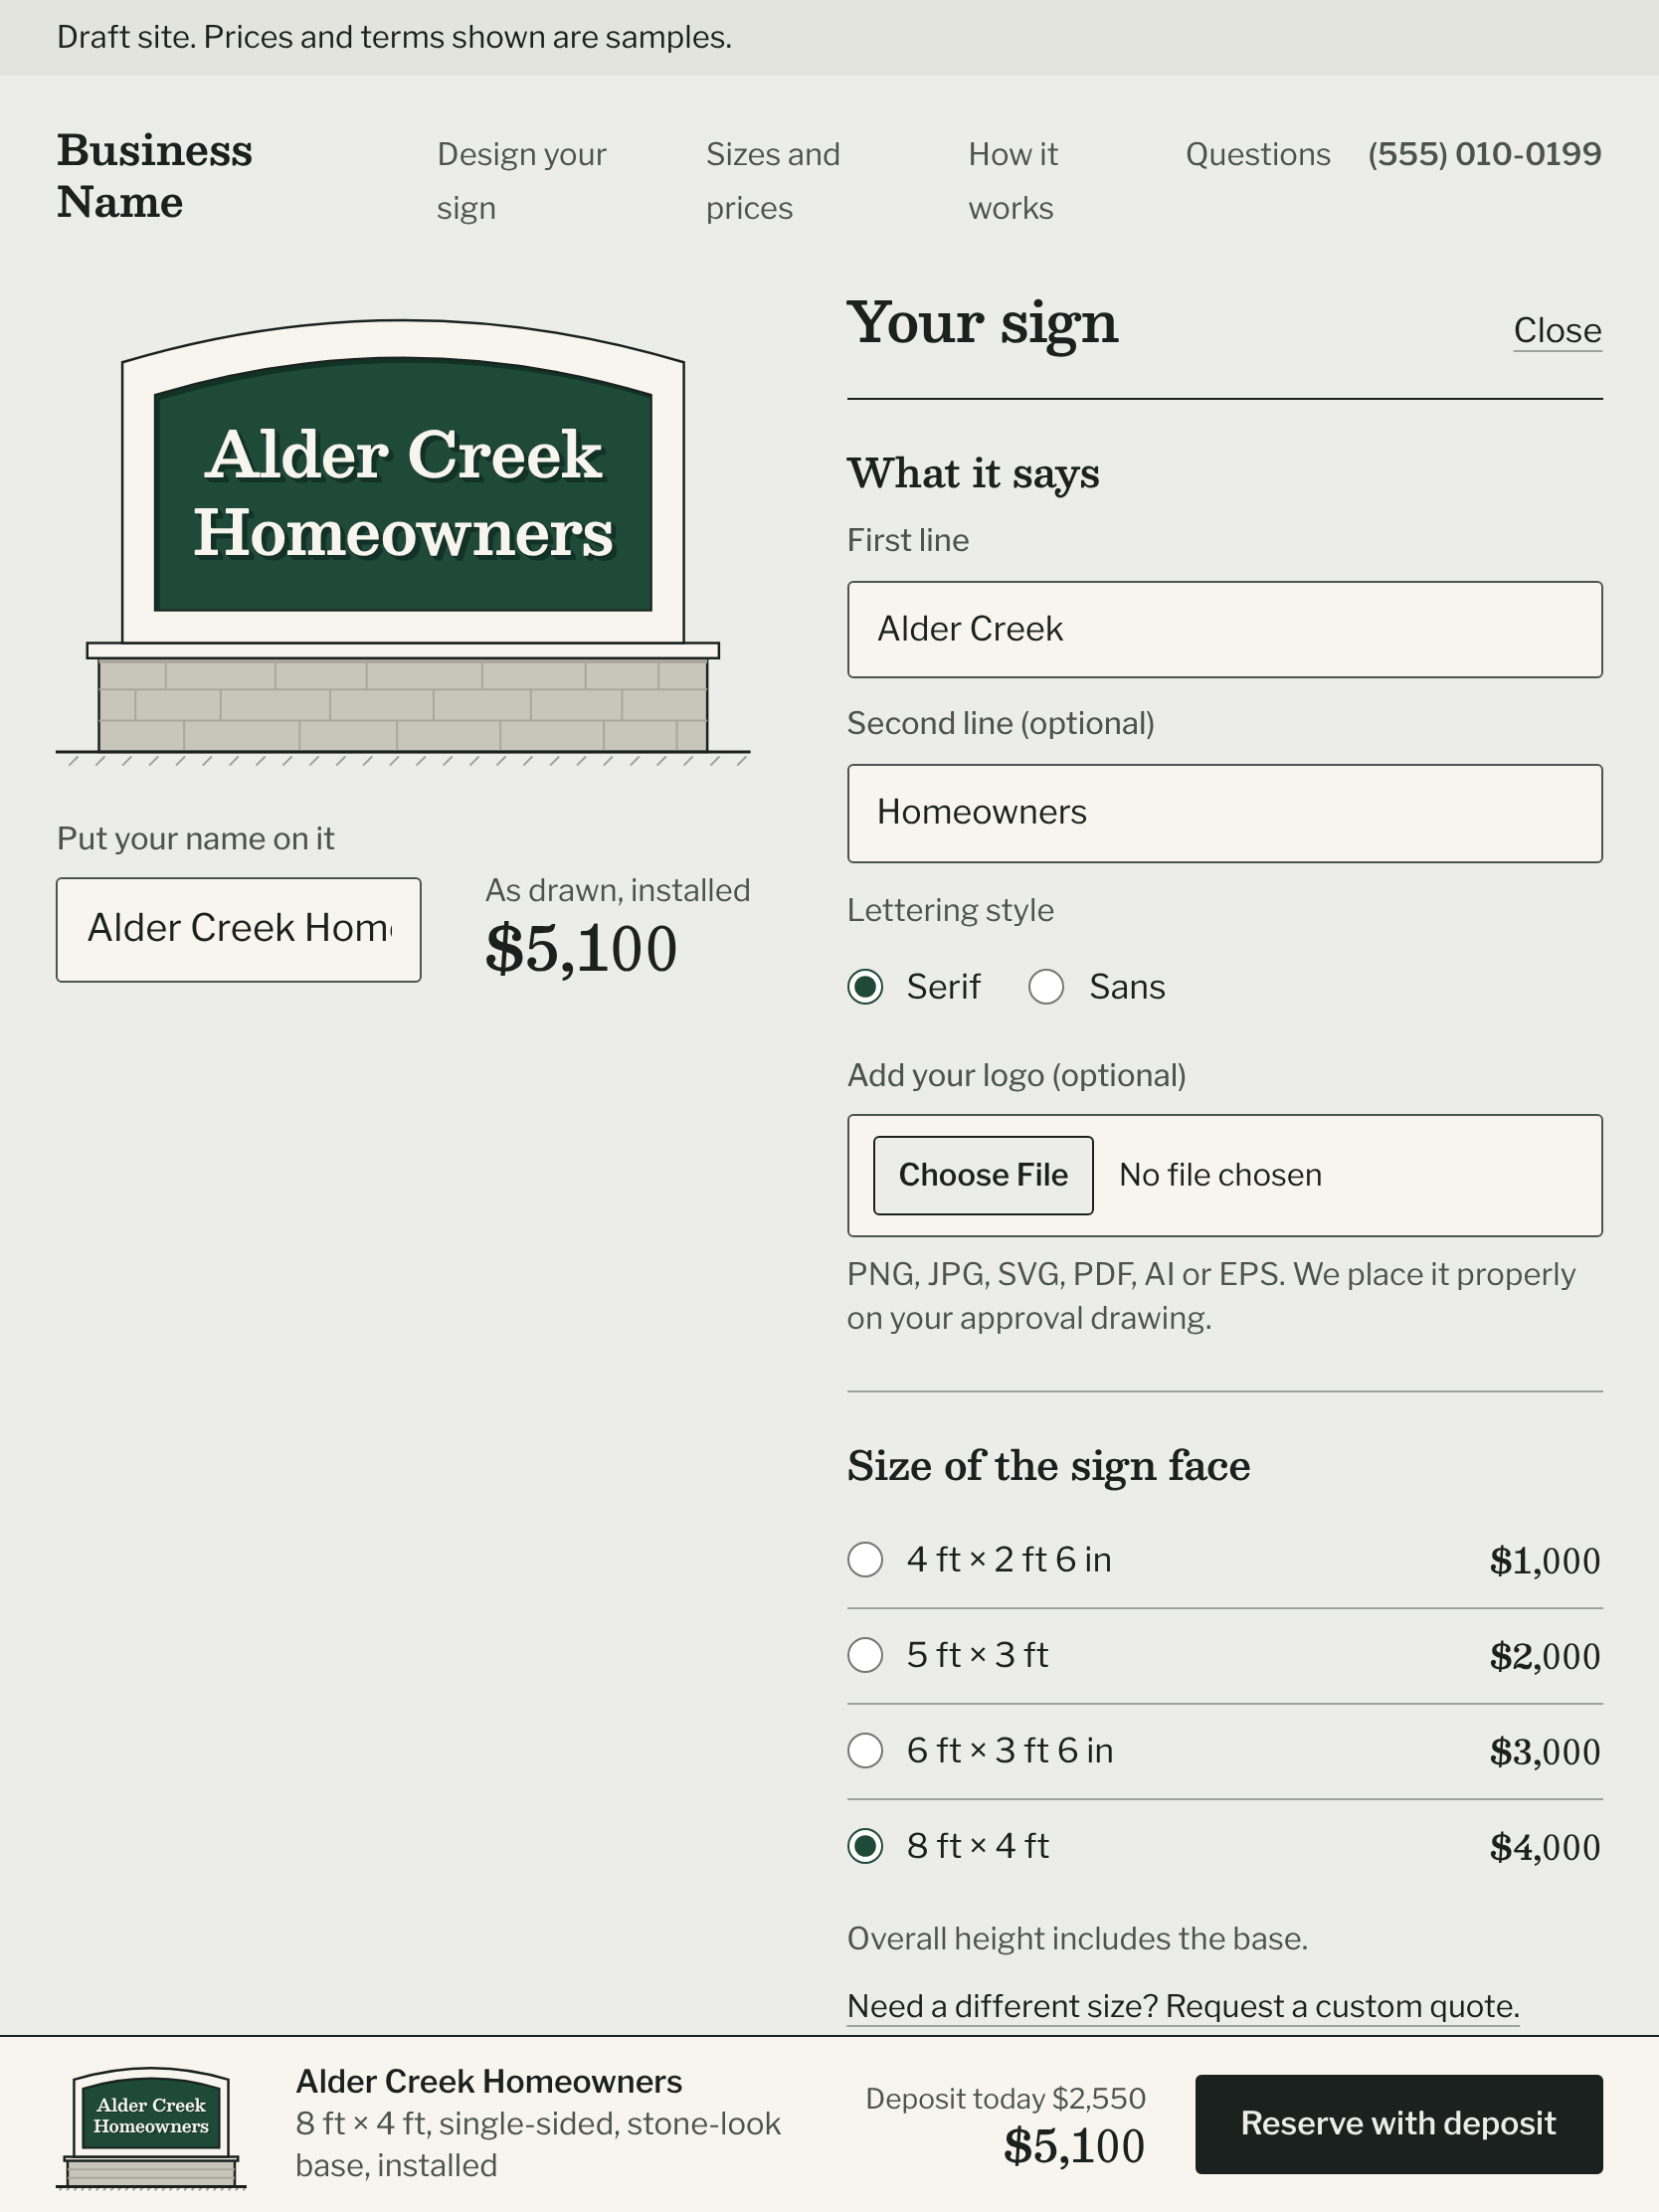 Draft site. Prices and terms shown are samples.
Business
Name
Design your
sign
Sizes and
prices
How it
works
Questions
(555) 010-0199
Alder Creek
Homeowners
Put your name on it
Alder Creek Hom
As drawn, installed
$5,100
Your sign
Close
What it says
First line
Alder Creek
Second line (optional)
Homeowners
Lettering style
Serif
Sans
Add your logo (optional)
Choose File
No file chosen
PNG, JPG, SVG, PDF, AI or EPS. We place it properly
on your approval drawing.
Size of the sign face
4 ft × 2 ft 6 in
$1,000
5 ft × 3 ft
$2,000
6 ft × 3 ft 6 in
$3,000
8 ft × 4 ft
$4,000
Overall height includes the base.
Need a different size? Request a custom quote.
Alder Creek
Homeowners
Alder Creek Homeowners
8 ft × 4 ft, single-sided, stone-look
base, installed
Deposit today $2,550
$5,100
Reserve with deposit